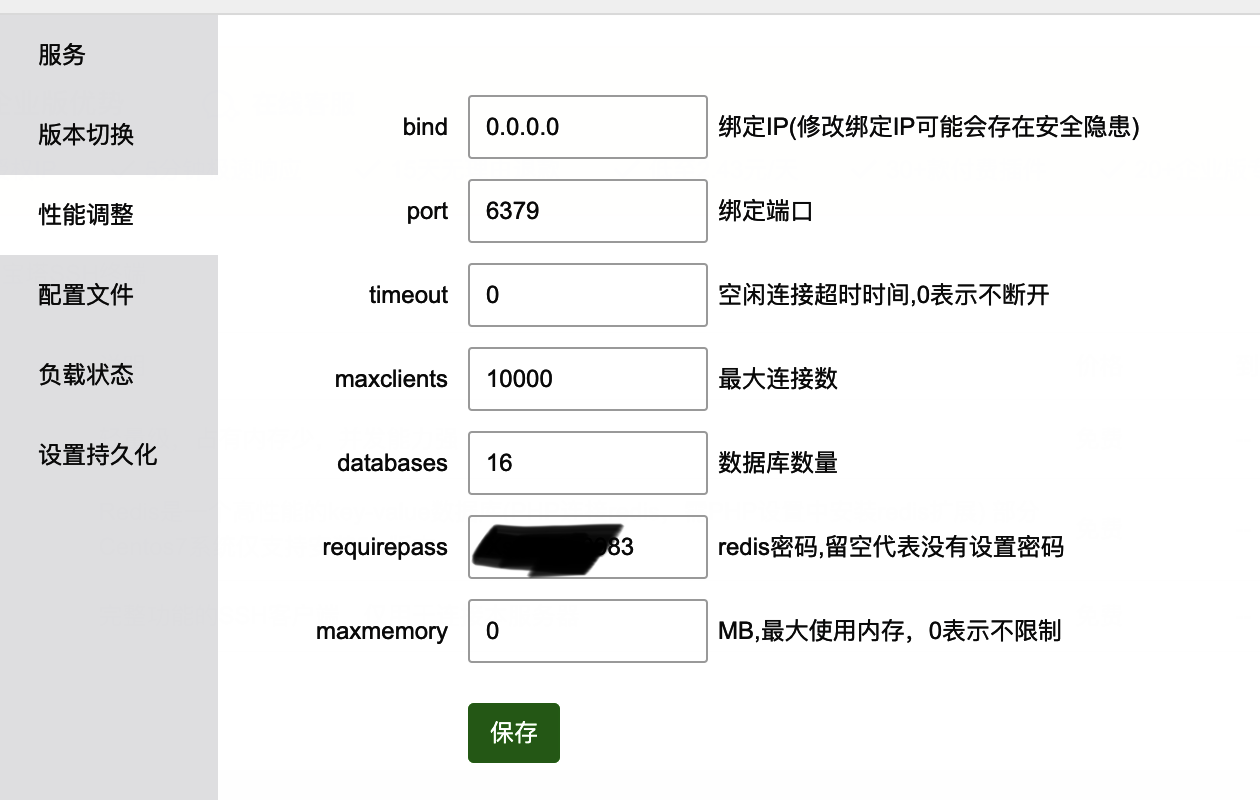 服务
版本切换
性能调整
配置文件
负载状态
设置持久化
bind 0.0.0.0 绑定IP(修改绑定IP可能会存在安全隐患)
port 6379 绑定端口
timeout 0 空闲连接超时时间,0表示不断开
maxclients 10000 最大连接数
databases 16 数据库数量
requirepass 83 redis密码,留空代表没有设置密码
maxmemory 0 MB,最大使用内存，0表示不限制
保存